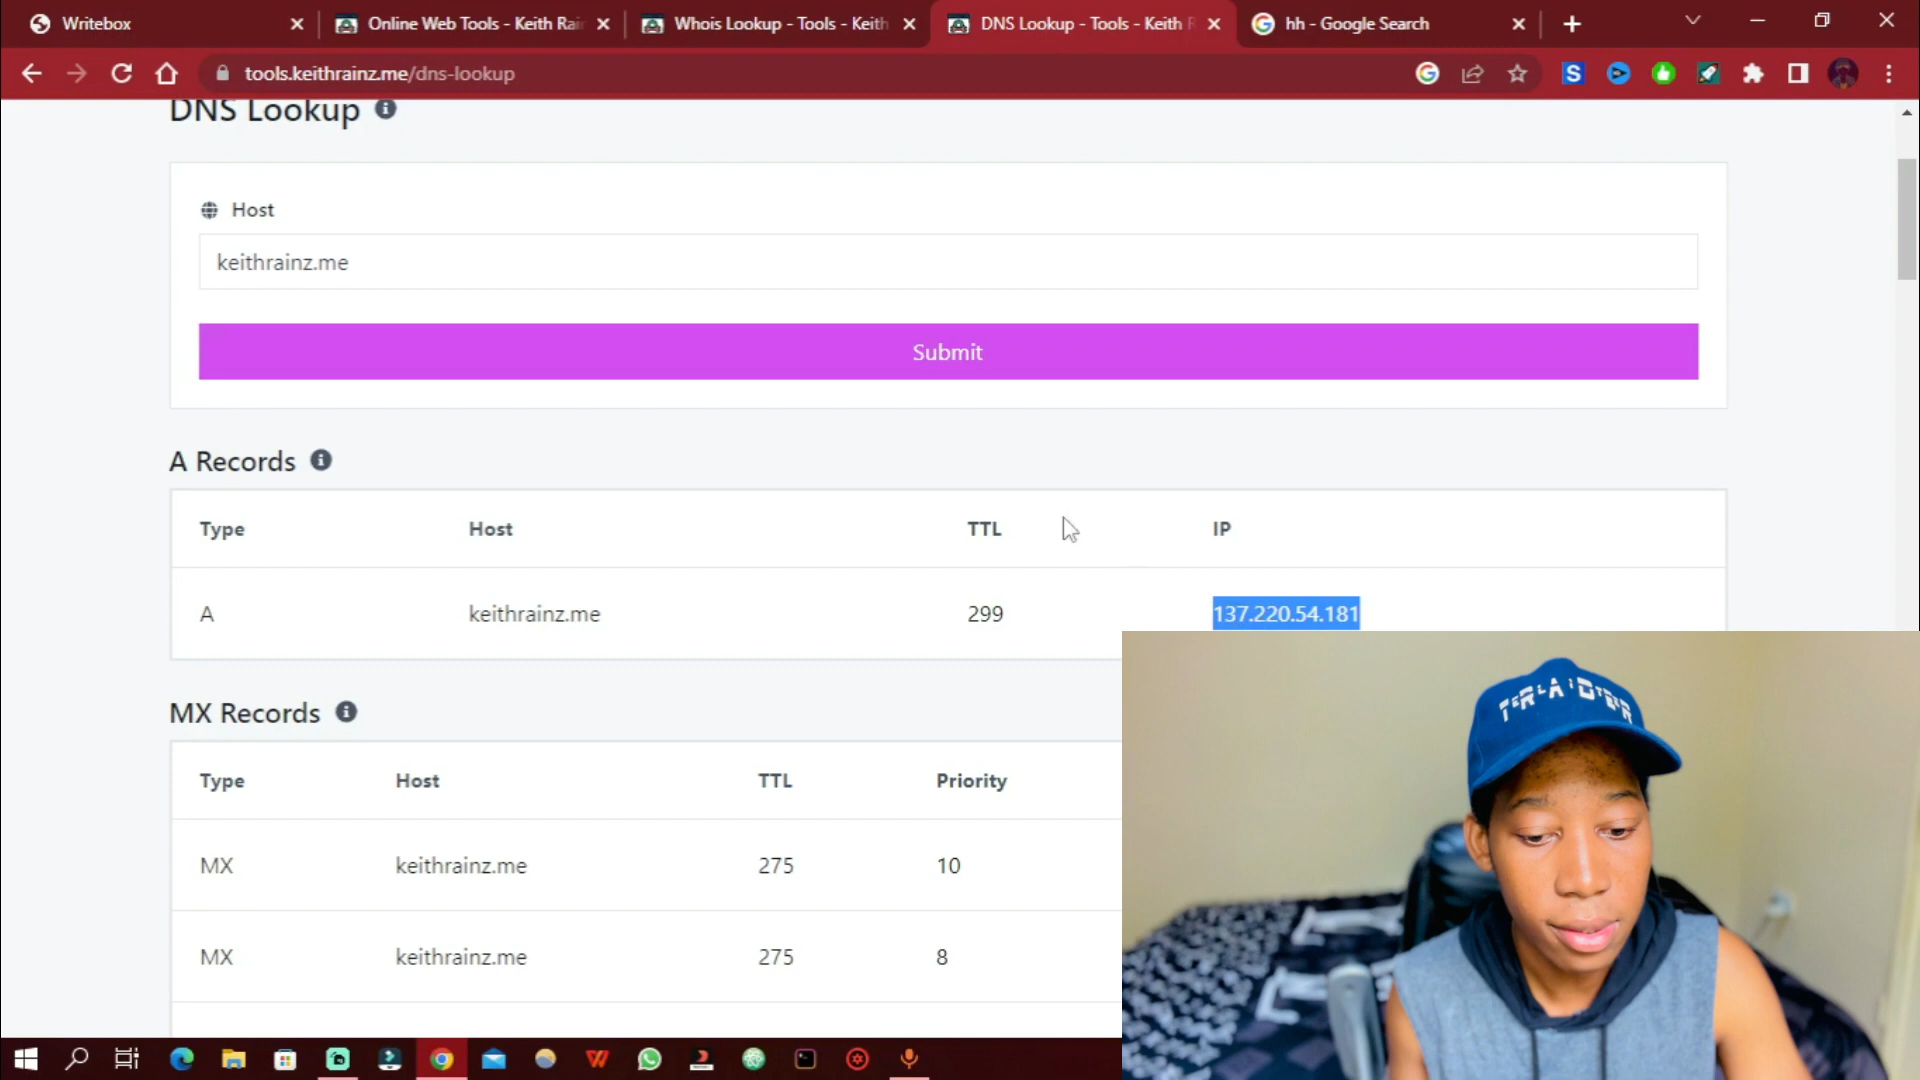 Writebox
Online Web Tools - Keith Rai
Whois Lookup - Tools - Keith
DNS Lookup - Tools - Keith R
hh - Google Search
tools.keithrainz.me/dns-lookup
DNS Lookup
Host
keithrainz.me
Submit
A Records
Type Host TTL IP
A keithrainz.me 299 137.220.54.181
MX Records
Type Host TTL Priority
MX keithrainz.me 275 10
MX keithrainz.me 275 8